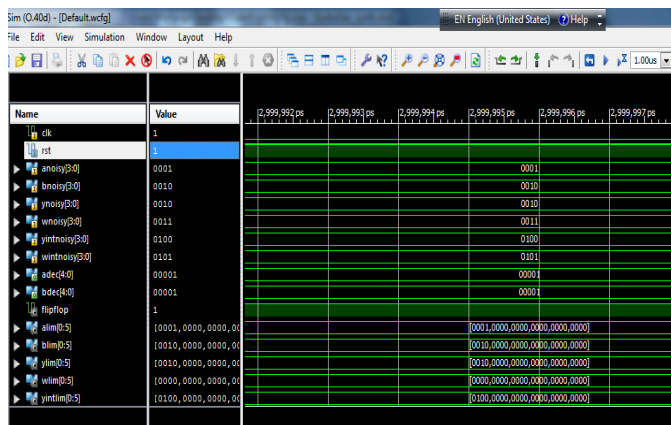 Sim (O.40d) - [Default.wcfg]
EN English (United States) ? Help
File Edit View Simulation Window Layout Help
1.00us
Name Value
2,999,992 ps 2,999,993 ps 2,999,994 ps 2,999,995 ps 2,999,996 ps 2,999,997 ps
clk 1
rst 1
anoisy[3:0] 0001 0001
bnoisy[3:0] 0010 0010
ynoisy[3:0] 0010 0010
wnoisy[3:0] 0011 0011
yintnoisy[3:0] 0100 0100
wintnoisy[3:0] 0101 0101
adec[4:0] 00001 00001
bdec[4:0] 00001 00001
flipflop 1
alim[0:5] [0001,0000,0000,00 [0001,0000,0000,0000,0000,0000]
blim[0:5] [0010,0000,0000,00 [0010,0000,0000,0000,0000,0000]
ylim[0:5] [0010,0000,0000,00 [0010,0000,0000,0000,0000,0000]
wlim[0:5] [0000,0000,0000,00 [0000,0000,0000,0000,0000,0000]
yintlim[0:5] [0100,0000,0000,00 [0100,0000,0000,0000,0000,0000]